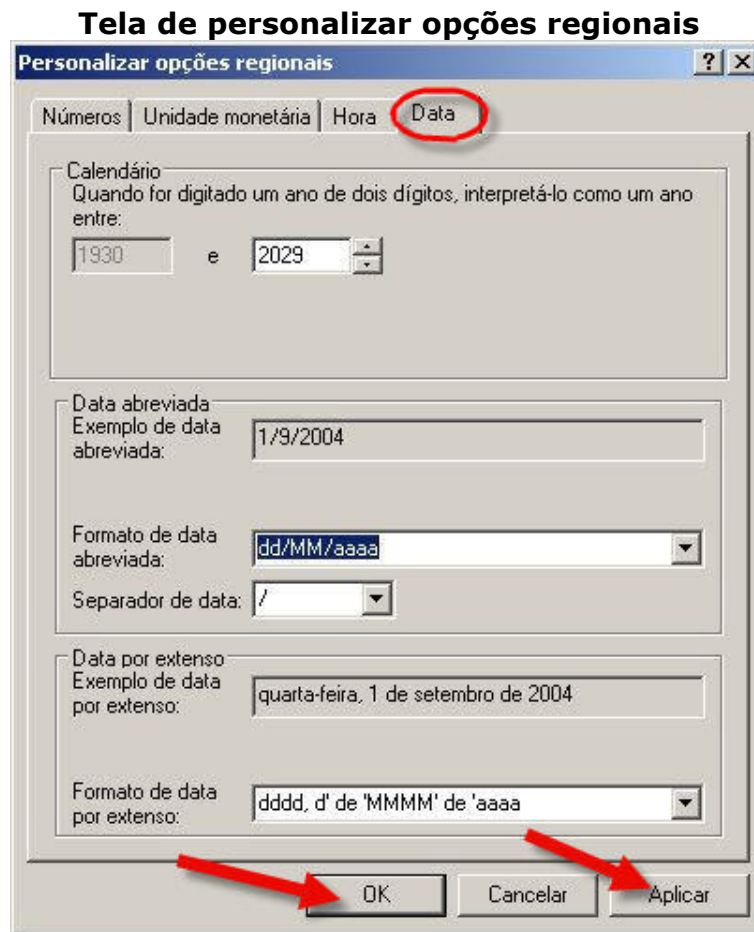 Tela de personalizar opções regionais
Personalizar opções regionais
Números Unidade monetária Hora Data
Calendário
Quando for digitado um ano de dois dígitos, interpretá-lo como um ano
entre:
1930 e 2029
Data abreviada
Exemplo de data
abreviada:
1/9/2004
Formato de data
abreviada:
dd/MM/aaaa
Separador de data: /
Data por extenso
Exemplo de data
por extenso:
quarta-feira, 1 de setembro de 2004
Formato de data
por extenso:
dddd, d' de 'MMMM' de 'aaaa
OK Cancelar Aplicar